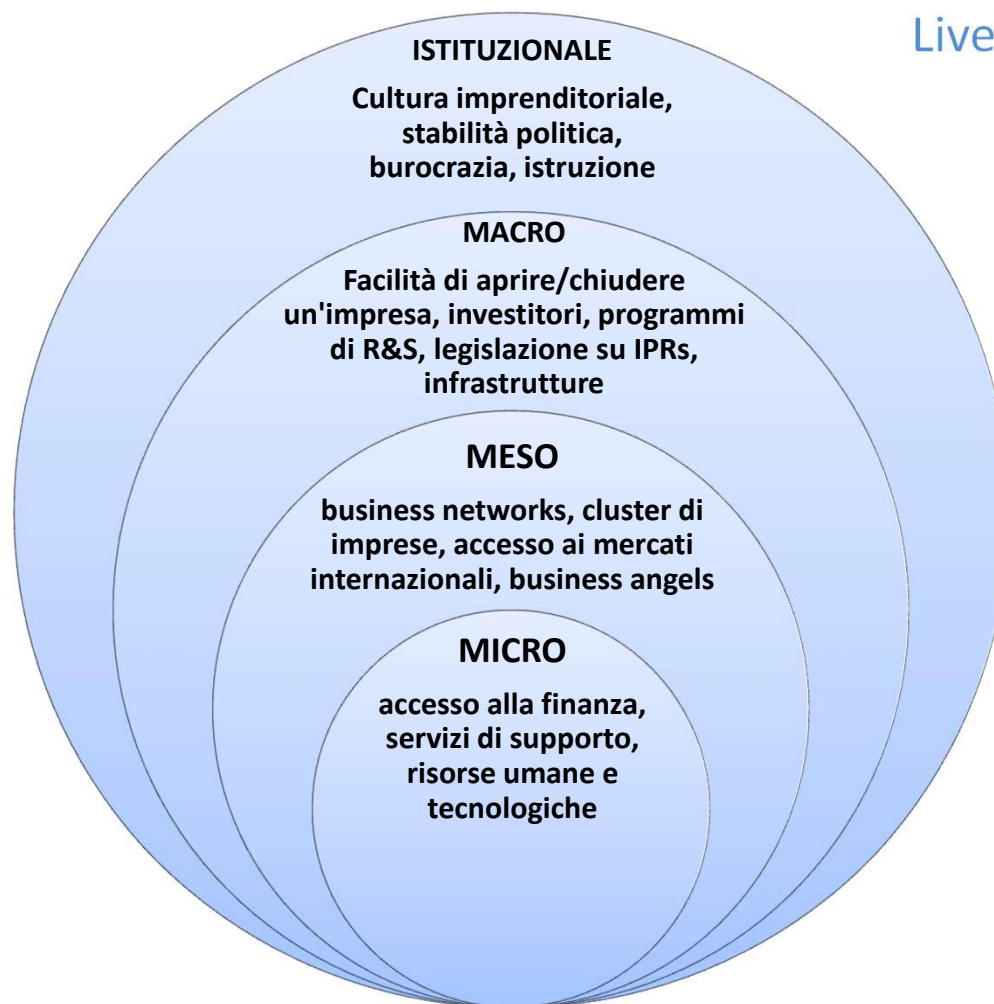 Live
ISTITUZIONALE
Cultura imprenditoriale,
stabilità politica,
burocrazia, istruzione
MACRO
Facilità di aprire/chiudere
un'impresa, investitori, programmi
di R&S, legislazione su IPRs,
infrastrutture
MESO
business networks, cluster di
imprese, accesso ai mercati
internazionali, business angels
MICRO
accesso alla finanza,
servizi di supporto,
risorse umane e
tecnologiche